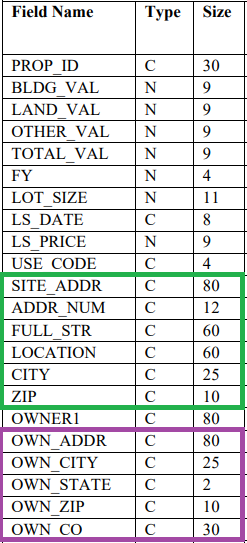 Field Name Type Size
PROP_ID C 30
BLDG_VAL N 9
LAND_VAL N 9
OTHER_VAL N 9
TOTAL_VAL N 9
FY N 4
LOT_SIZE N 11
LS_DATE C 8
LS_PRICE N 9
USE_CODE C 4
SITE_ADDR C 80
ADDR_NUM C 12
FULL_STR C 60
LOCATION C 60
CITY C 25
ZIP C 10
OWNER1 C 80
OWN_ADDR C 80
OWN_CITY C 25
OWN_STATE C 2
OWN_ZIP C 10
OWN_CO C 30